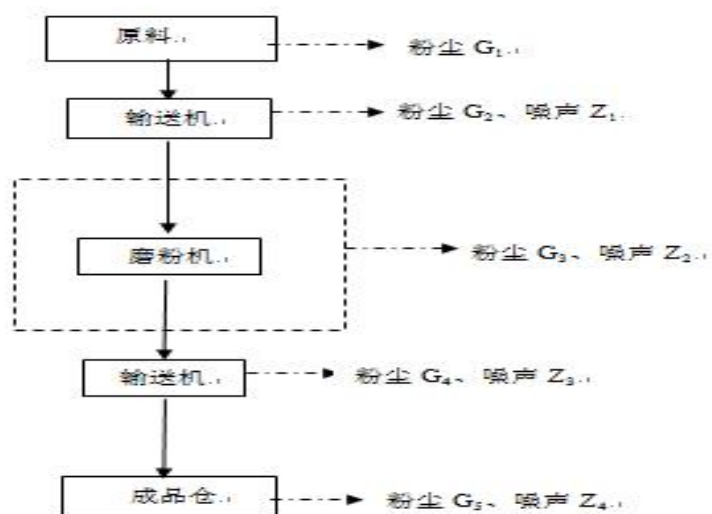 原料
粉尘 G₁
输送机
粉尘 G₂、噪声 Z₁
磨粉机
粉尘 G₃、噪声 Z₂
输送机
粉尘 G₄、噪声 Z₃
成品仓
粉尘 G₅、噪声 Z₄